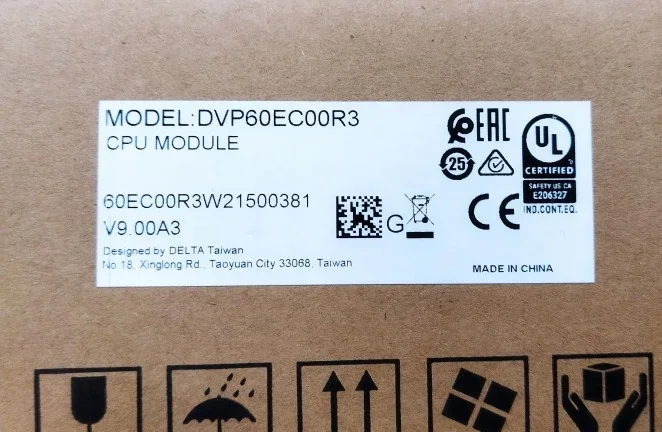 MODEL:DVP60EC00R3
CPU MODULE
60EC00R3W21500381
V9.00A3
Designed by DELTA Taiwan
No.18, Xinglong Rd., Taoyuan City 33068, Taiwan
G
EAC
25
UL
CERTIFIED
SAFETY US CA
E206327
IND.CONT.EQ.
CE
MADE IN CHINA